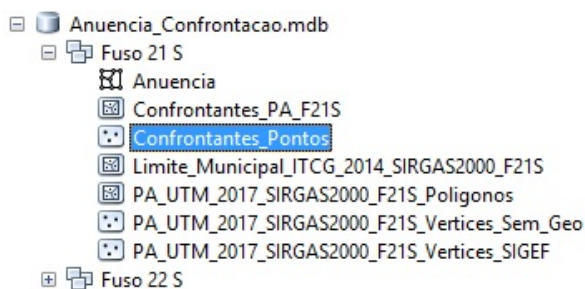 Anuencia_Confrontacao.mdb
Fuso 21 S
Anuencia
Confrontantes_PA_F21S
Confrontantes_Pontos
Limite_Municipal_ITCG_2014_SIRGAS2000_F21S
PA_UTM_2017_SIRGAS2000_F21S_Poligonos
PA_UTM_2017_SIRGAS2000_F21S_Vertices_Sem_Geo
PA_UTM_2017_SIRGAS2000_F21S_Vertices_SIGEF
Fuso 22 S